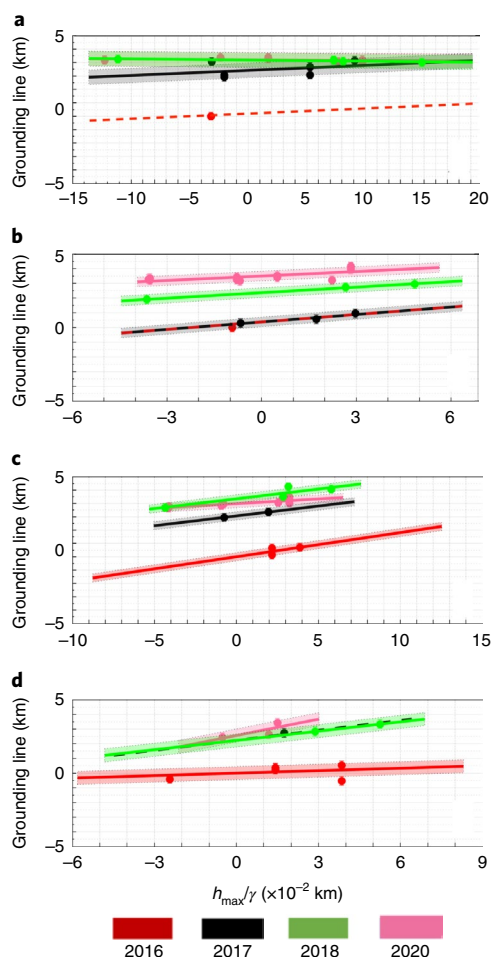 a
Grounding line (km)
5
0
–5
–15 –10 –5 0 5 10 15 20
b
Grounding line (km)
5
0
–5
–6 –3 0 3 6
c
Grounding line (km)
5
0
–5
–10 –5 0 5 10 15
d
Grounding line (km)
5
0
–5
–6 –3 0 3 6 9
hmax/γ (×10–2 km)
2016 2017 2018 2020